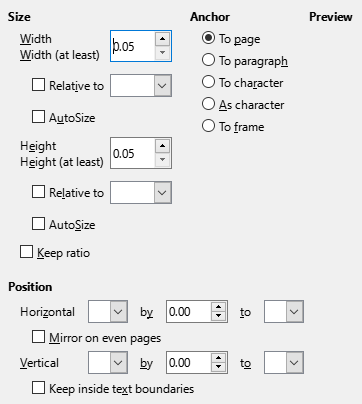 Size Anchor Preview
Width
Width (at least) 0.05 To page
To paragraph
Relative to To character
As character
AutoSize To frame
Height
Height (at least) 0.05
Relative to
AutoSize
Keep ratio
Position
Horizontal by 0.00 to
Mirror on even pages
Vertical by 0.00 to
Keep inside text boundaries